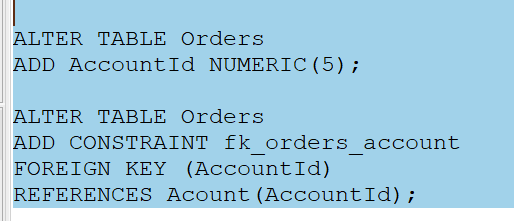 ALTER TABLE Orders
ADD AccountId NUMERIC(5);
ALTER TABLE Orders
ADD CONSTRAINT fk_orders_account
FOREIGN KEY (AccountId)
REFERENCES Acount(AccountId);